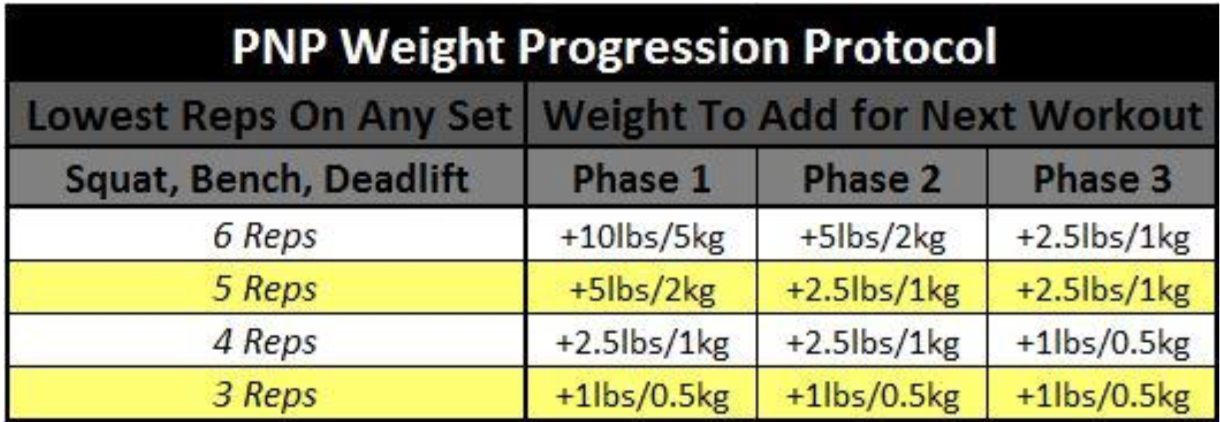 PNP Weight Progression Protocol
Lowest Reps On Any Set Weight To Add for Next Workout
Squat, Bench, Deadlift Phase 1 Phase 2 Phase 3
6 Reps +10lbs/5kg +5lbs/2kg +2.5lbs/1kg
5 Reps +5lbs/2kg +2.5lbs/1kg +2.5lbs/1kg
4 Reps +2.5lbs/1kg +2.5lbs/1kg +1lbs/0.5kg
3 Reps +1lbs/0.5kg +1lbs/0.5kg +1lbs/0.5kg